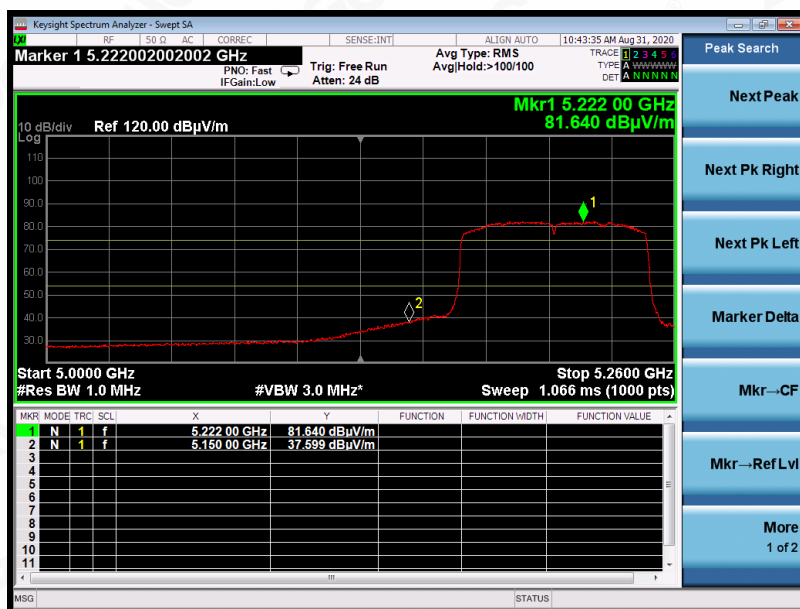 Keysight Spectrum Analyzer - Swept SA
LXI RF 50 Ω AC CORREC SENSE:INT ALIGN AUTO 10:43:35 AM Aug 31, 2020
Marker 1 5.222002002002 GHz
PNO: Fast
IFGain:Low
Trig: Free Run
Atten: 24 dB
Avg Type: RMS
Avg|Hold:>100/100
TRACE 1 2 3 4 5 6
TYPE A WWWWW
DET A N N N N N
Peak Search
Next Peak
Next Pk Right
Next Pk Left
Marker Delta
Mkr→CF
Mkr→Ref Lvl
More
1 of 2
Mkr1 5.222 00 GHz
81.640 dBµV/m
10 dB/div Ref 120.00 dBµV/m
Log
110
100
90.0
80.0
70.0
60.0
50.0
40.0
30.0
1
2
Start 5.0000 GHz Stop 5.2600 GHz
#Res BW 1.0 MHz #VBW 3.0 MHz* Sweep 1.066 ms (1000 pts)
MKR MODE TRC SCL X Y FUNCTION FUNCTION WIDTH FUNCTION VALUE
1 N 1 f 5.222 00 GHz 81.640 dBµV/m
2 N 1 f 5.150 00 GHz 37.599 dBµV/m
3
4
5
6
7
8
9
10
11
MSG STATUS